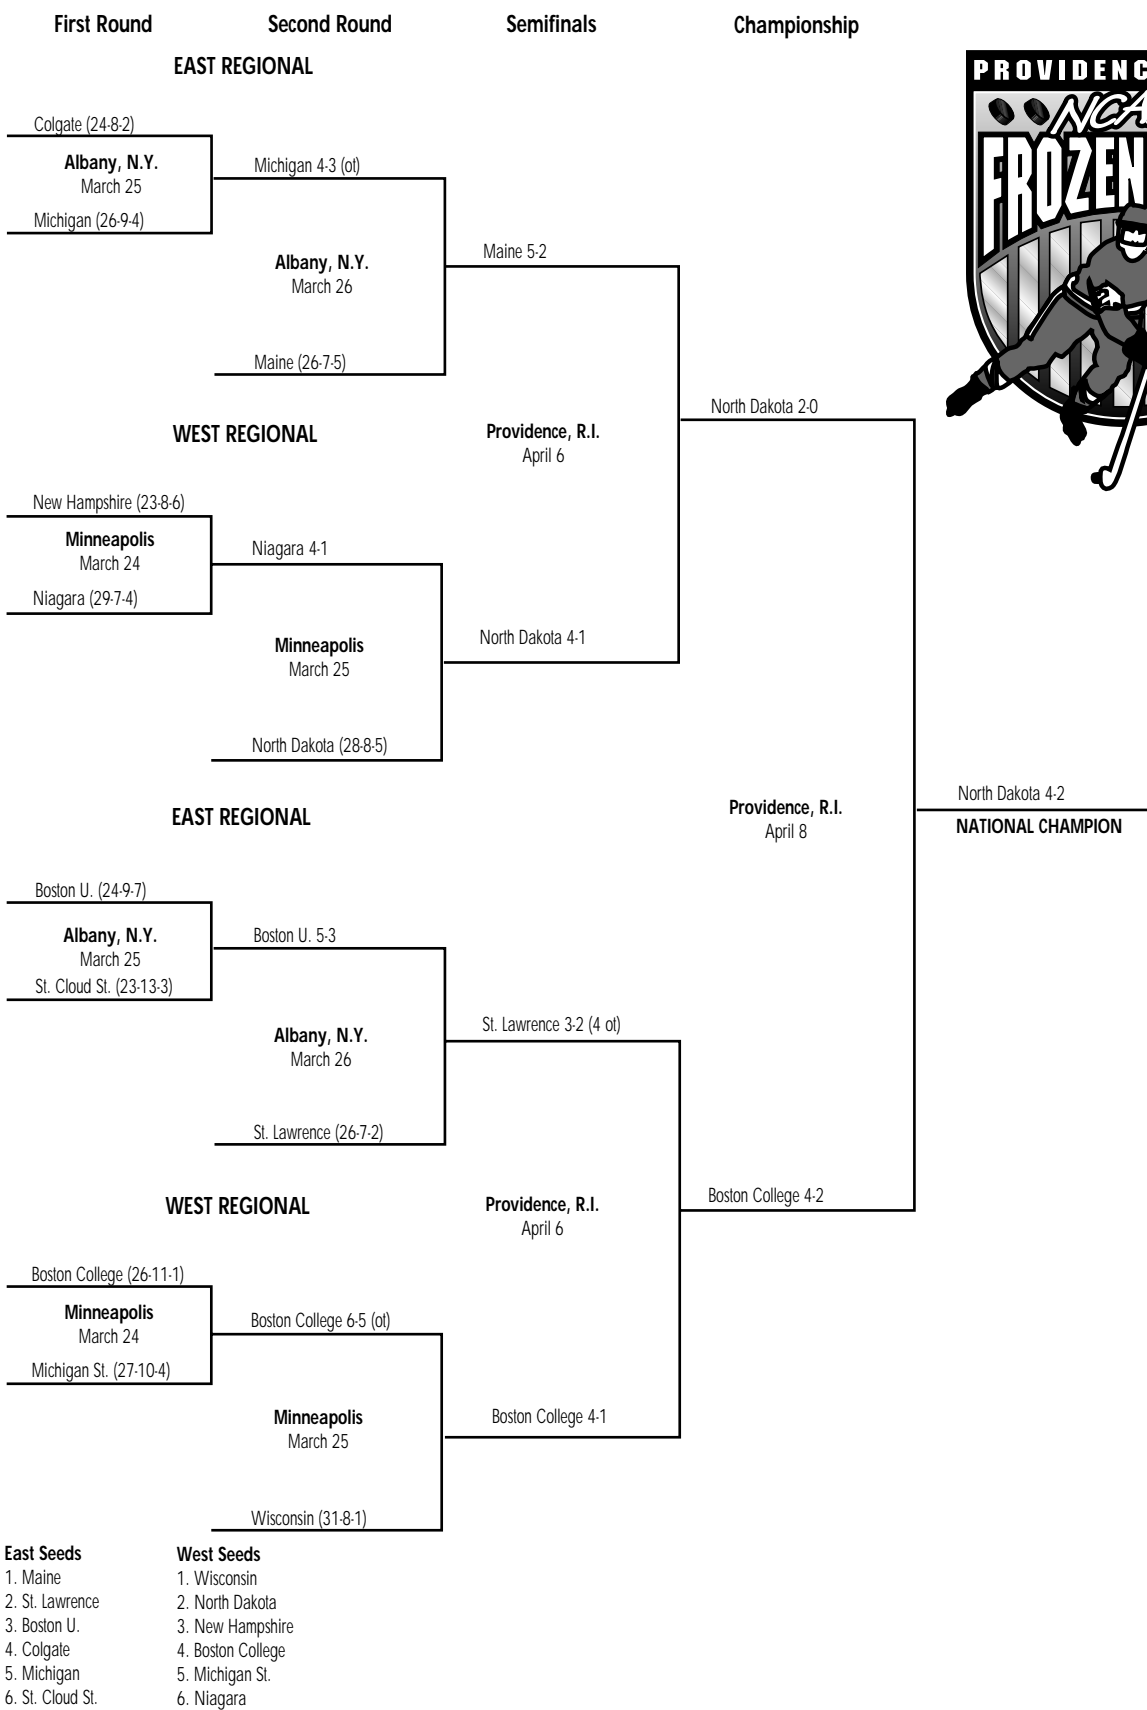 First Round Second Round Semifinals Championship
EAST REGIONAL
PROVIDENC
NCA
FROZEN
Colgate (24-8-2)
Albany, N.Y.
March 25
Michigan (26-9-4)
Michigan 4-3 (ot)
Albany, N.Y.
March 26
Maine (26-7-5)
Maine 5-2
WEST REGIONAL
Providence, R.I.
April 6
North Dakota 2-0
New Hampshire (23-8-6)
Minneapolis
March 24
Niagara (29-7-4)
Niagara 4-1
Minneapolis
March 25
North Dakota (28-8-5)
North Dakota 4-1
EAST REGIONAL
Providence, R.I.
April 8
North Dakota 4-2
NATIONAL CHAMPION
Boston U. (24-9-7)
Albany, N.Y.
March 25
St. Cloud St. (23-13-3)
Boston U. 5-3
Albany, N.Y.
March 26
St. Lawrence (26-7-2)
St. Lawrence 3-2 (4 ot)
WEST REGIONAL
Providence, R.I.
April 6
Boston College 4-2
Boston College (26-11-1)
Minneapolis
March 24
Michigan St. (27-10-4)
Boston College 6-5 (ot)
Minneapolis
March 25
Wisconsin (31-8-1)
Boston College 4-1
East Seeds
1. Maine
2. St. Lawrence
3. Boston U.
4. Colgate
5. Michigan
6. St. Cloud St.
West Seeds
1. Wisconsin
2. North Dakota
3. New Hampshire
4. Boston College
5. Michigan St.
6. Niagara